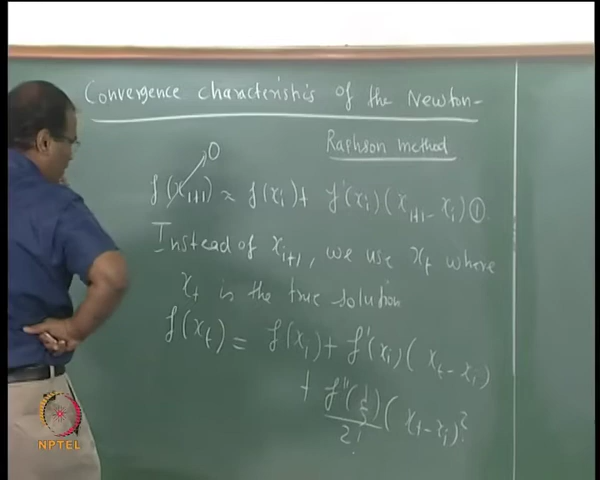 Convergence characteristics of the Newton-
Raphson method
0
f(x_{i+1}) ≈ f(x_i) + f'(x_i)(x_{i+1} - x_i) ①
Instead of x_{i+1}, we use x_t where
x_t is the true solution
f(x_t) = f(x_i) + f'(x_i)(x_t - x_i)
+ f''(ξ)/2! (x_t - x_i)^2
NPTEL